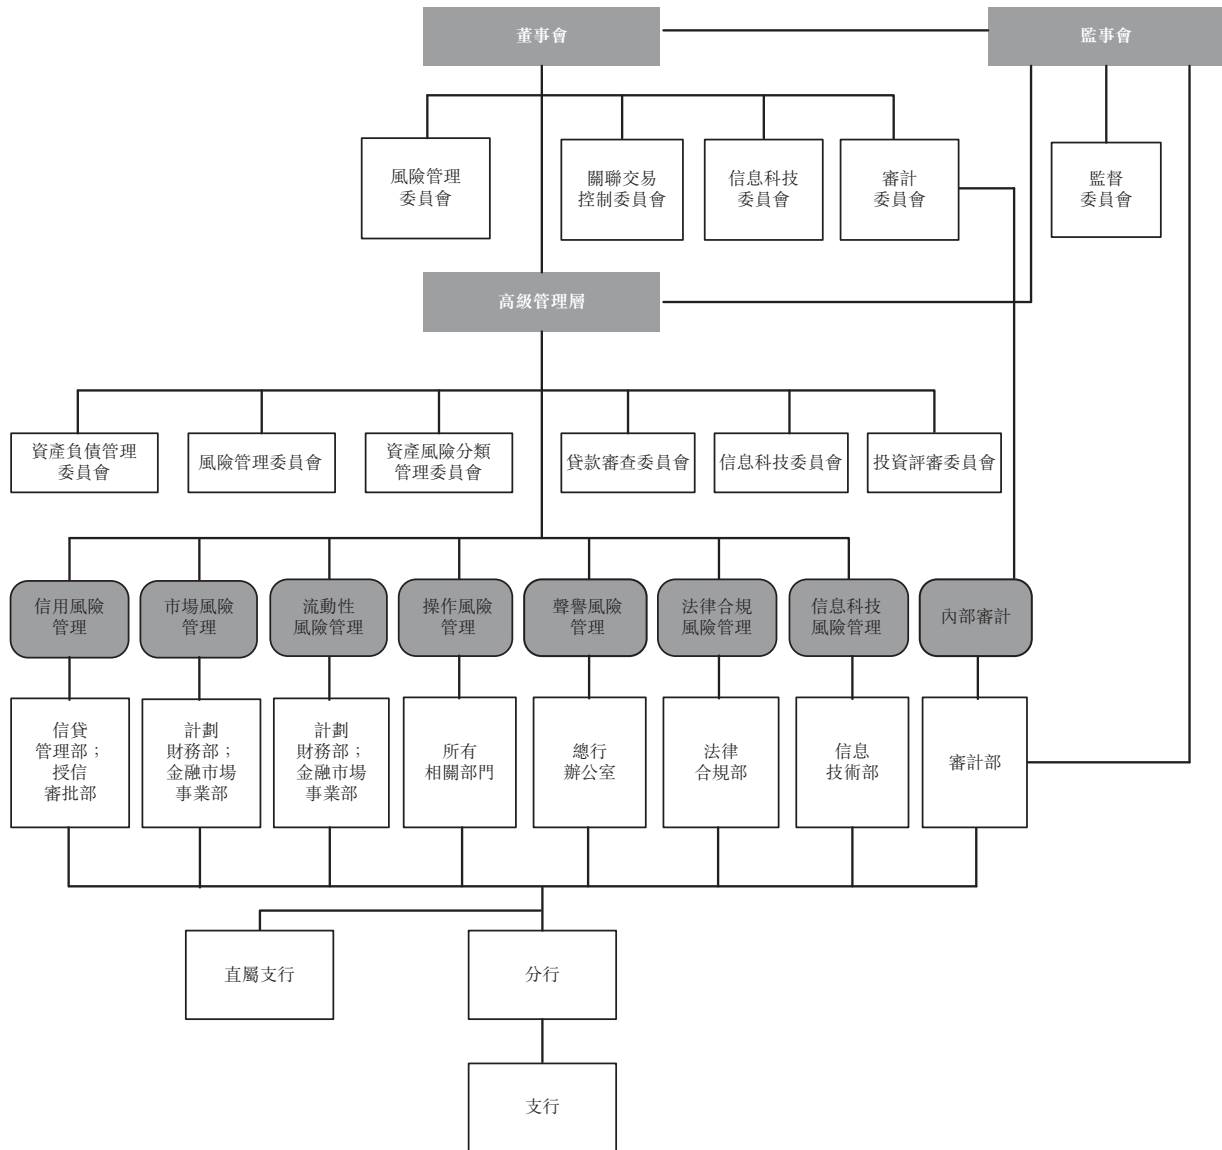 董事會
監事會
風險管理
委員會
關聯交易
控制委員會
信息科技
委員會
審計
委員會
監督
委員會
高級管理層
資產負債管理
委員會
風險管理委員會
資產風險分類
管理委員會
貸款審查委員會
信息科技委員會
投資評審委員會
信用風險
管理
市場風險
管理
流動性
風險管理
操作風險
管理
聲譽風險
管理
法律合規
風險管理
信息科技
風險管理
內部審計
信貸
管理部；
授信
審批部
計劃
財務部；
金融市場
事業部
計劃
財務部；
金融市場
事業部
所有
相關部門
總行
辦公室
法律
合規部
信息
技術部
審計部
直屬支行
分行
支行